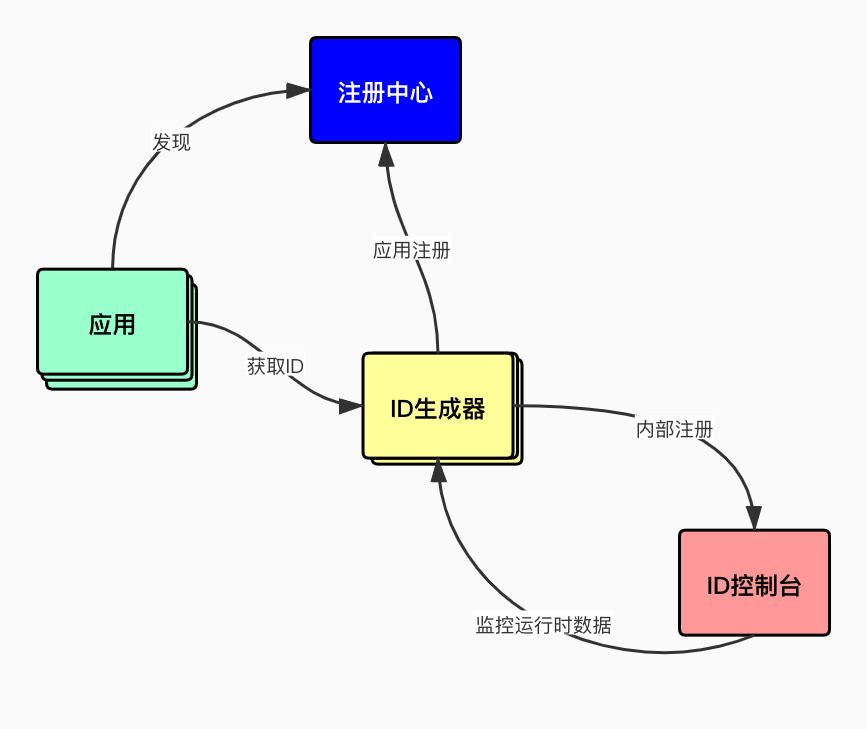 注册中心
发现
应用注册
应用
获取ID
ID生成器
内部注册
ID控制台
监控运行时数据